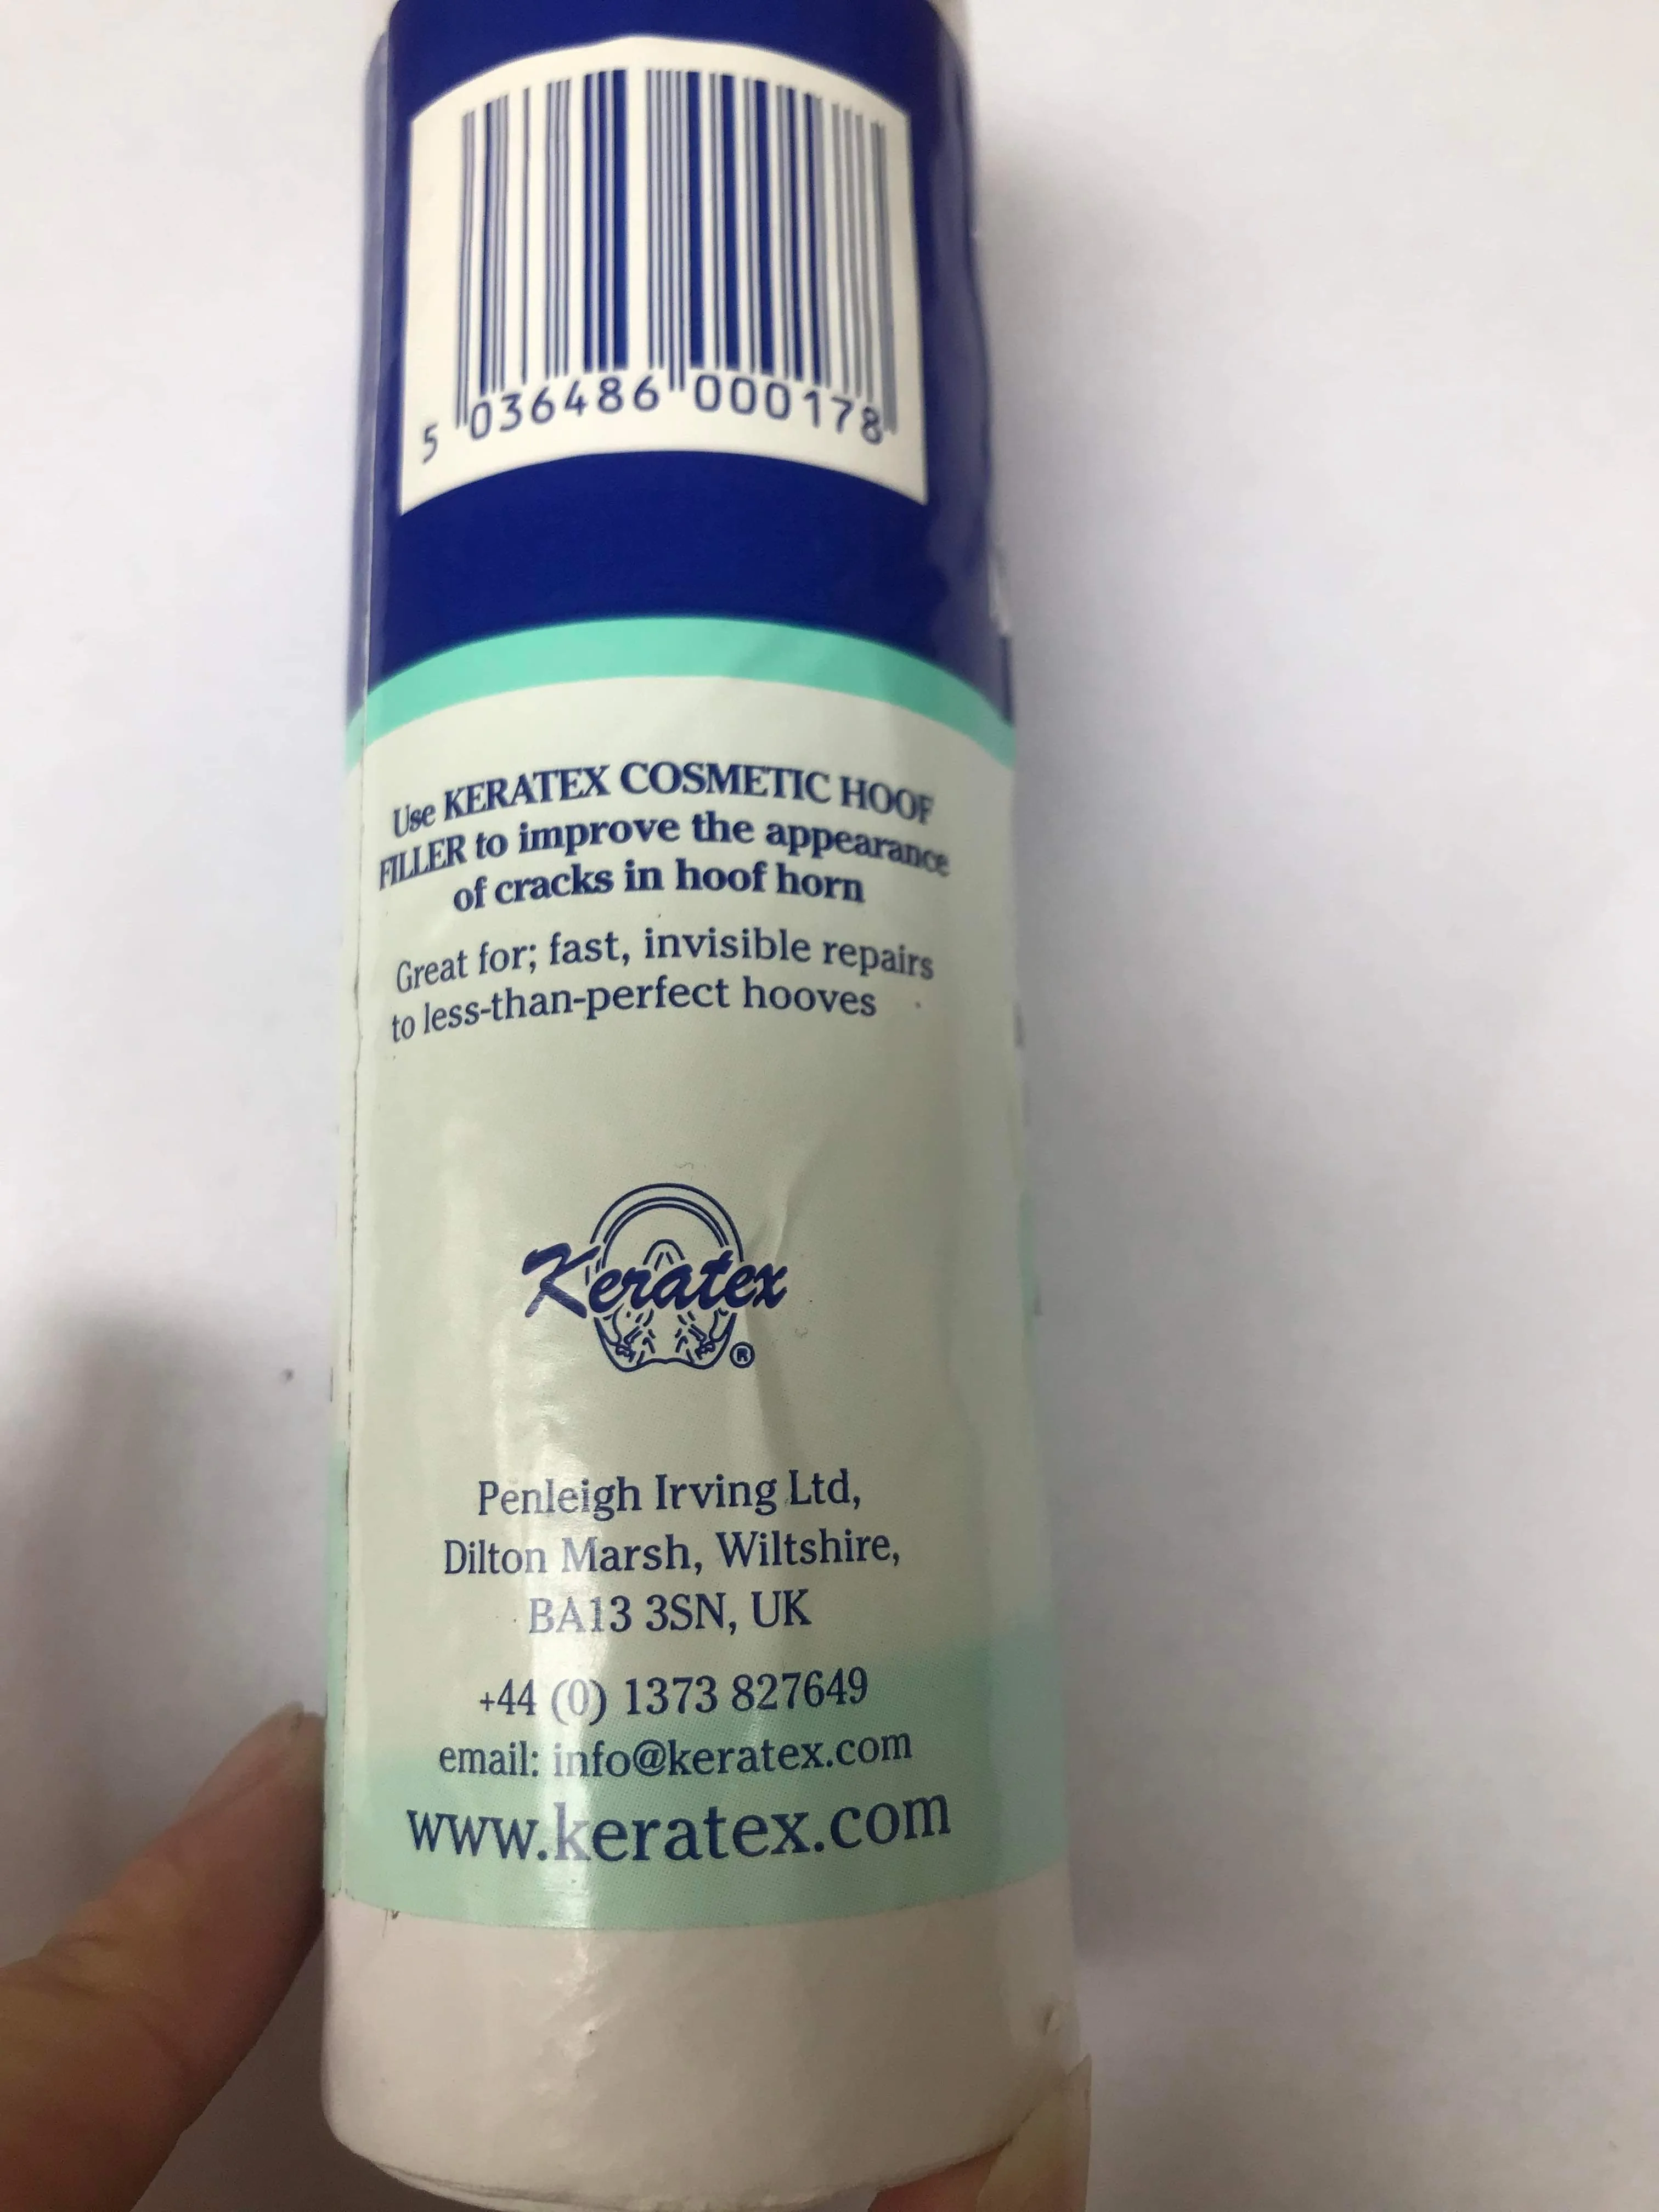 5 036486 000178
Use KERATEX COSMETIC HOOF
FILLER to improve the appearance
of cracks in hoof horn
Great for; fast, invisible repairs
to less-than-perfect hooves
Keratex
®
Penleigh Irving Ltd,
Dilton Marsh, Wiltshire,
BA13 3SN, UK
+44 (0) 1373 827649
email: info@keratex.com
www.keratex.com